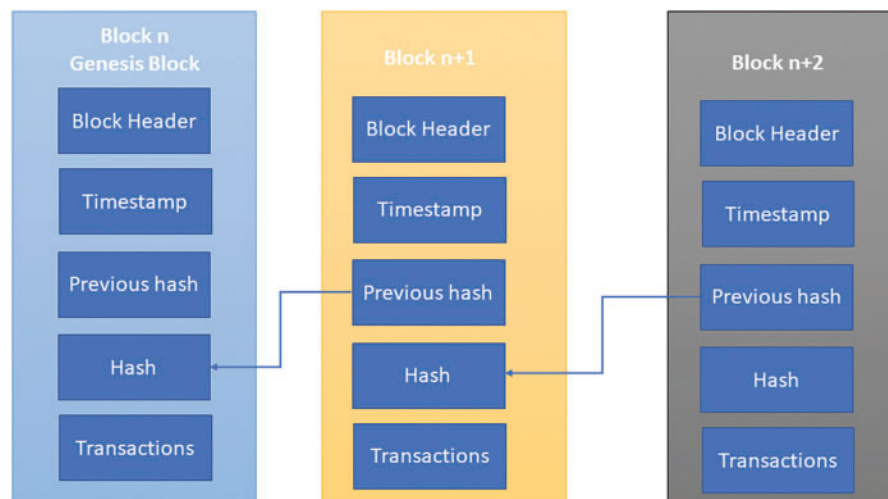 Block n
Genesis Block
Block Header
Timestamp
Previous hash
Hash
Transactions
Block n+1
Block Header
Timestamp
Previous hash
Hash
Transactions
Block n+2
Block Header
Timestamp
Previous hash
Hash
Transactions